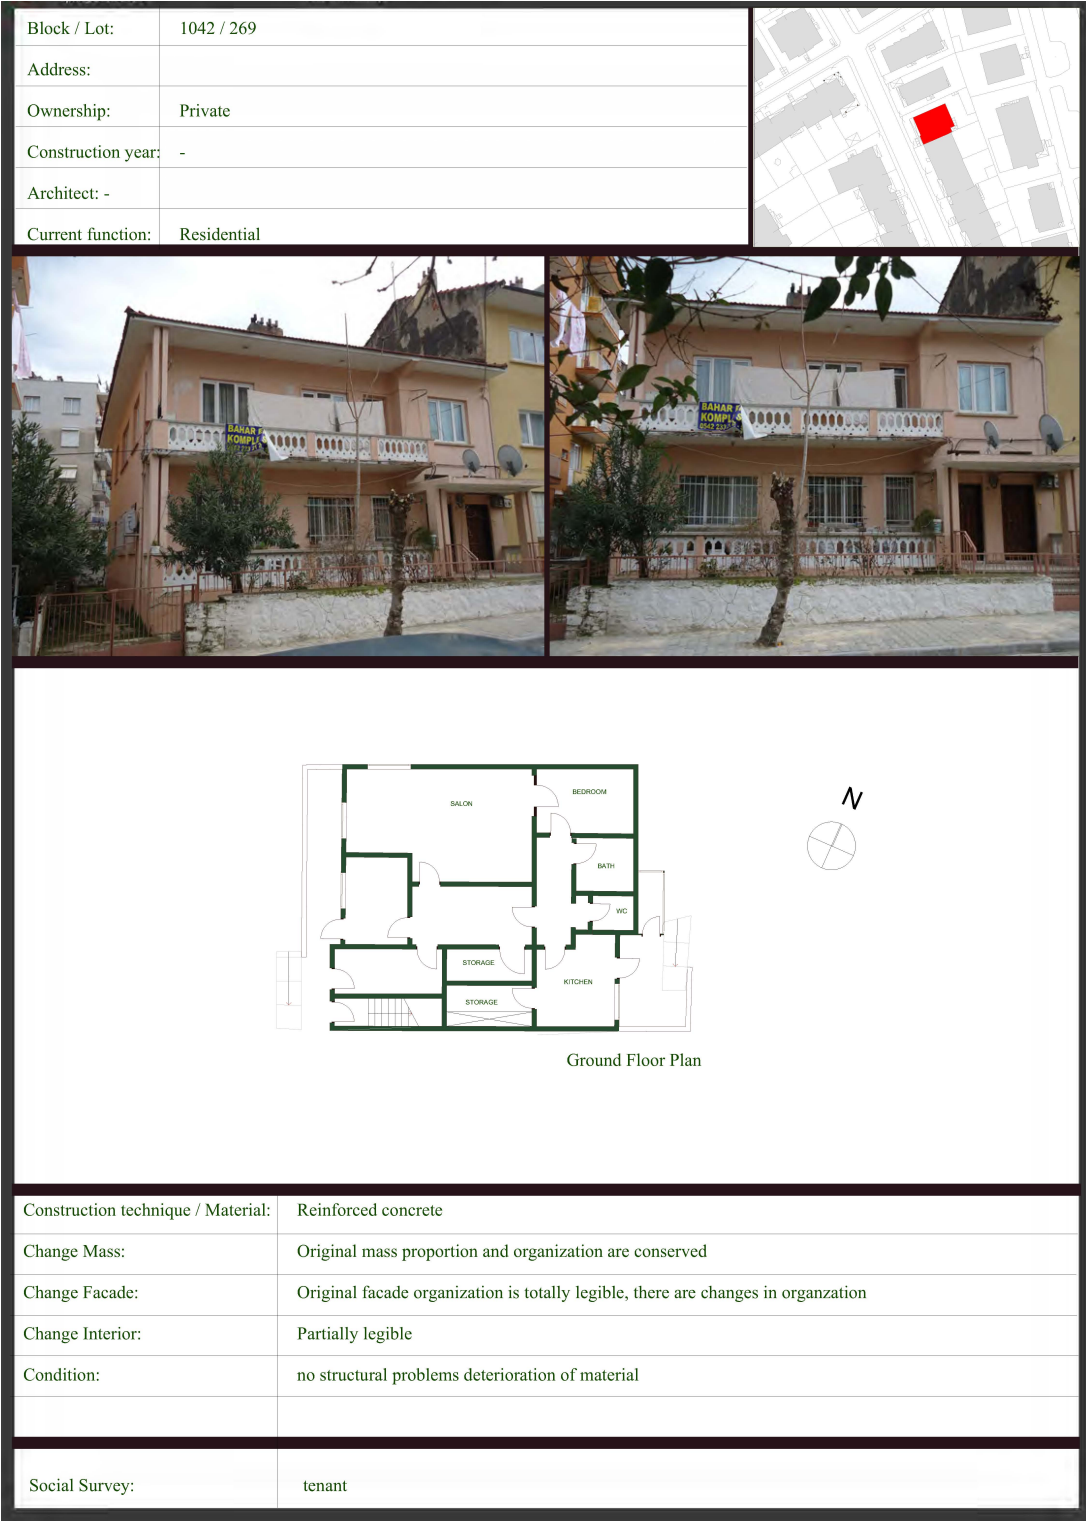 Block / Lot: 1042 / 269
Address:
Ownership: Private
Construction year: -
Architect: -
Current function: Residential
BAHAR
KOMPL
BAHAR
KOMPL
0542
SALON
BEDROOM
BATH
WC
STORAGE
KITCHEN
STORAGE
N
Ground Floor Plan
Construction technique / Material: Reinforced concrete
Change Mass: Original mass proportion and organization are conserved
Change Facade: Original facade organization is totally legible, there are changes in organzation
Change Interior: Partially legible
Condition: no structural problems deterioration of material
Social Survey: tenant